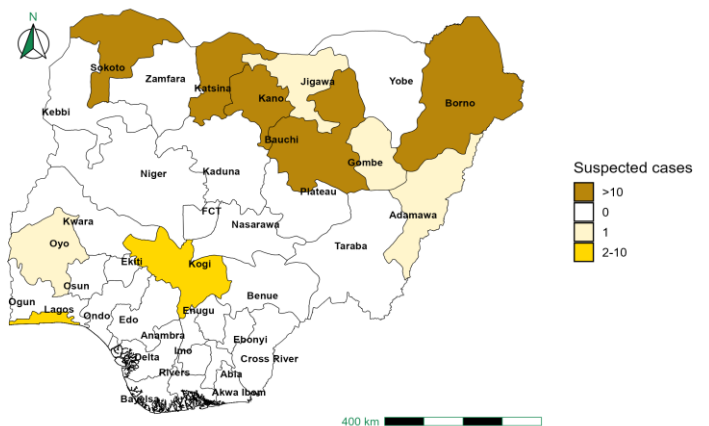 N
Sokoto
Zamfara
Katsina
Jigawa
Yobe
Kano
Borno
Kebbi
Bauchi
Gombe
Niger
Kaduna
Plateau
FCT
Adamawa
Kwara
Nasarawa
Oyo
Taraba
Ekiti
Kogi
Osun
Benue
Ogun
Lagos
Ondo
Edo
Enugu
Anambra
Ebonyi
Imo
Delta
Cross River
Rivers
Abia
Bayelsa
Akwa Ibom
Suspected cases
>10
0
1
2-10
400 km